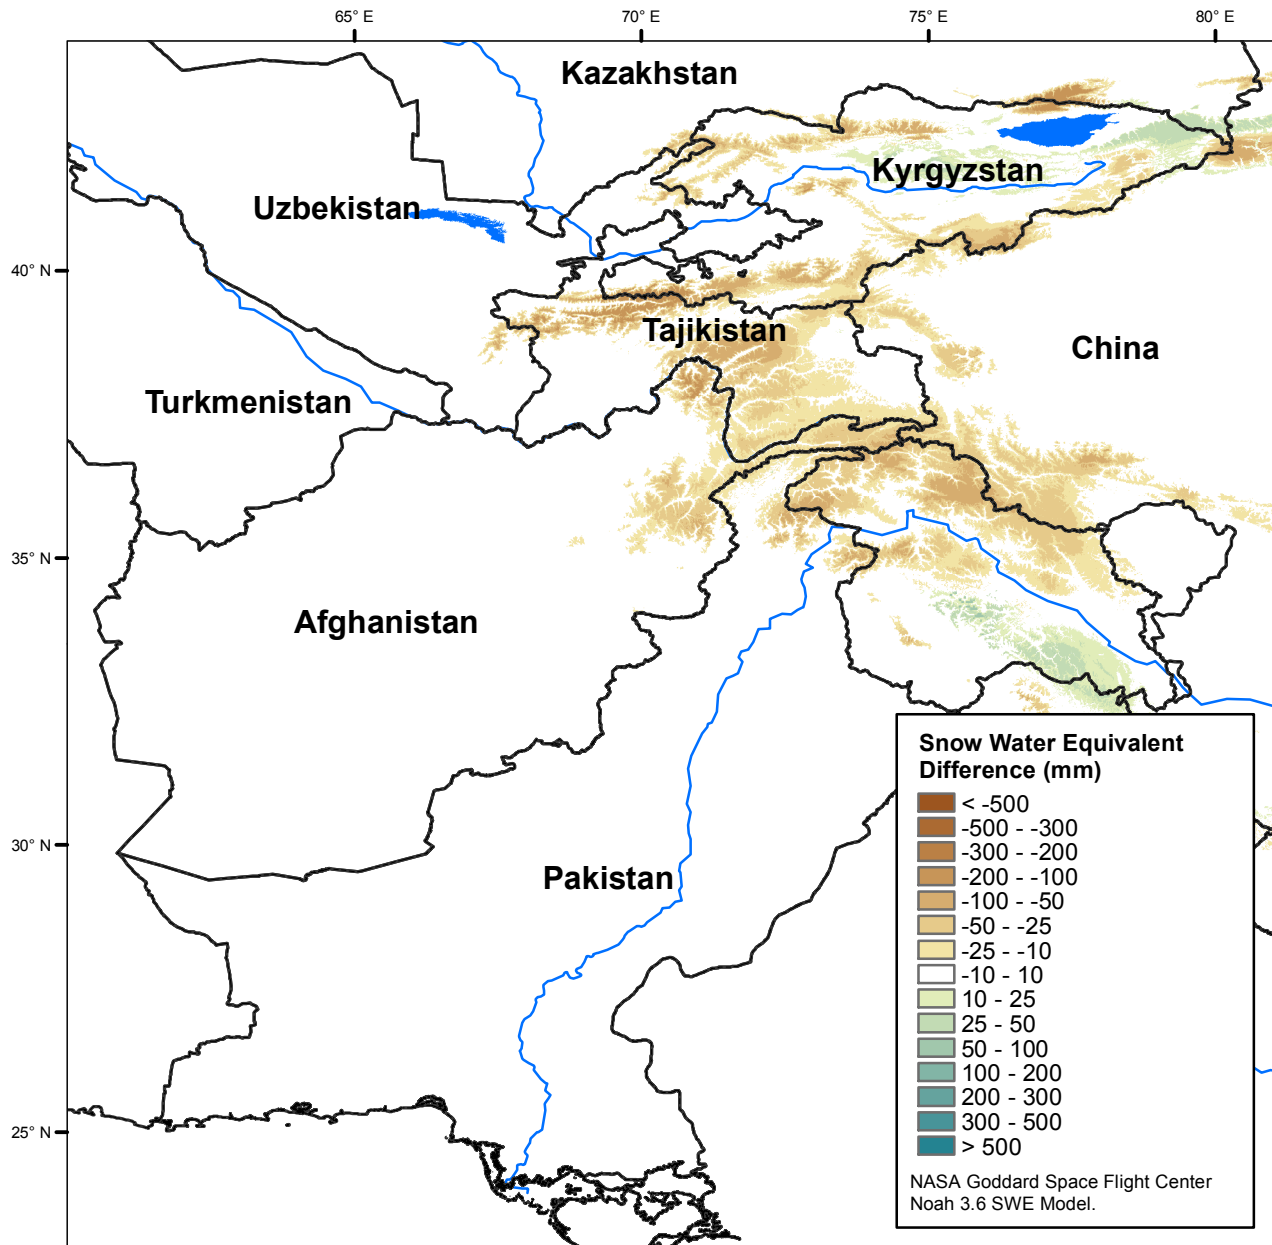 65° E
70° E
75° E
80° E
Kazakhstan
Kyrgyzstan
Uzbekistan
40° N
Tajikistan
China
Turkmenistan
35° N
Afghanistan
Snow Water Equivalent
Difference (mm)
< -500
-500 - -300
-300 - -200
-200 - -100
-100 - -50
-50 - -25
-25 - -10
-10 - 10
10 - 25
25 - 50
50 - 100
100 - 200
200 - 300
300 - 500
> 500
NASA Goddard Space Flight Center
Noah 3.6 SWE Model.
30° N
Pakistan
25° N